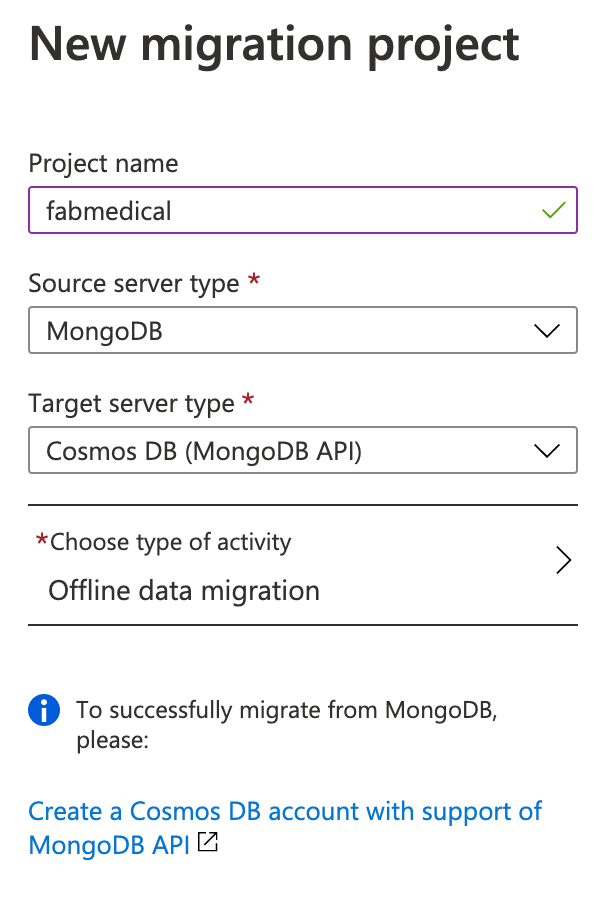 New migration project
Project name
fabmedical
Source server type *
MongoDB
Target server type *
Cosmos DB (MongoDB API)
*Choose type of activity
Offline data migration
To successfully migrate from MongoDB,
please:
Create a Cosmos DB account with support of
MongoDB API